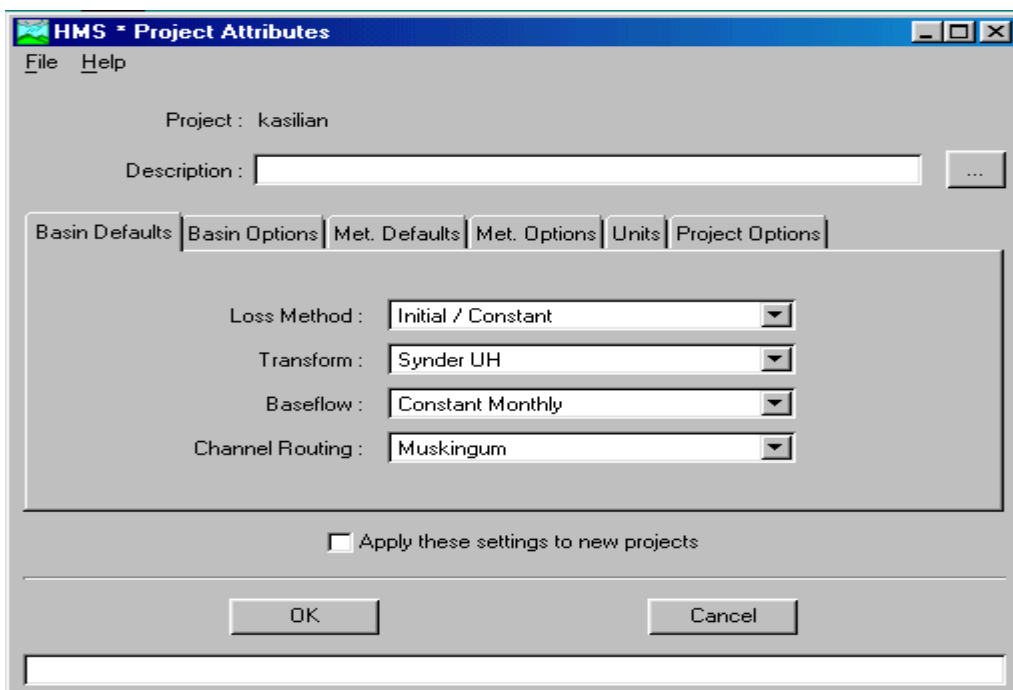 HMS * Project Attributes
File Help
Project : kasilian
Description :
...
Basin Defaults Basin Options Met. Defaults Met. Options Units Project Options
Loss Method : Initial / Constant
Transform : Synder UH
Baseflow : Constant Monthly
Channel Routing : Muskingum
Apply these settings to new projects
OK Cancel